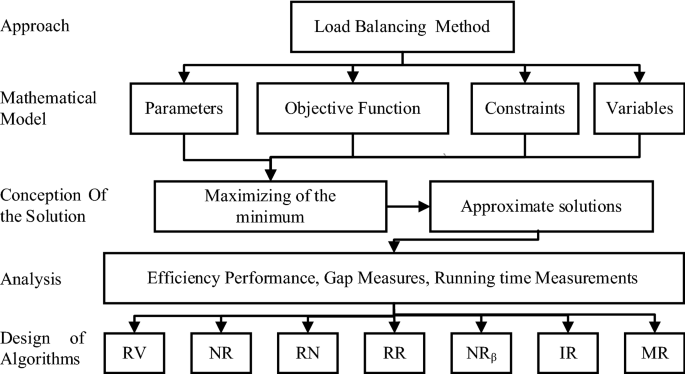 Approach
Load Balancing Method
Mathematical
Model
Parameters
Objective Function
Constraints
Variables
Conception Of
the Solution
Maximizing of the
minimum
Approximate solutions
Analysis
Efficiency Performance, Gap Measures, Running time Measurements
Design of
Algorithms
RV
NR
RN
RR
NRβ
IR
MR